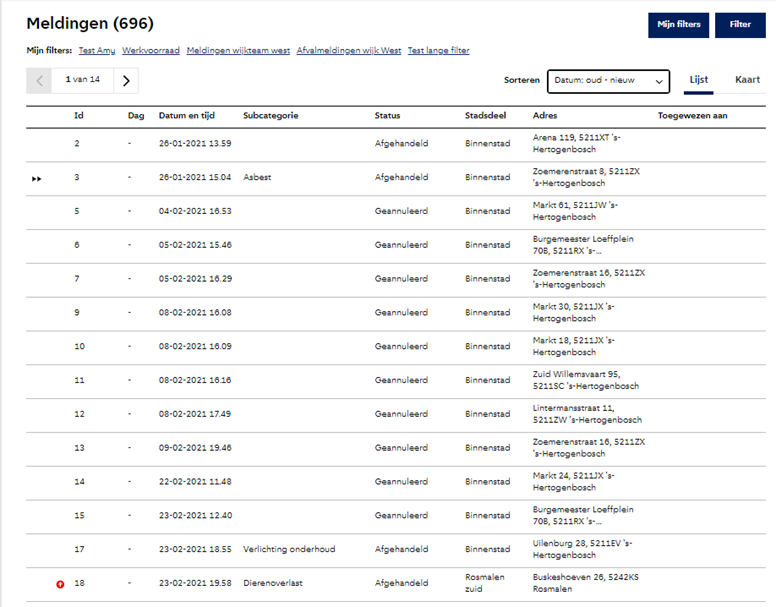 Meldingen (696)
Mijn filters
Filter
Mijn filters: Test Amy Werkvoorraad Meldingen wijkteam west Afvalmeldingen wijk West Test lange filter
1 van 14
Sorteren Datum: oud - nieuw Lijst Kaart
Id Dag Datum en tijd Subcategorie Status Stadsdeel Adres Toegewezen aan
2 - 26-01-2021 13.59 Afgehandeld Binnenstad Arena 119, 5211XT 's-
Hertogenbosch
3 - 26-01-2021 15.04 Asbest Afgehandeld Binnenstad Zoemerenstraat 8, 5211ZX
's-Hertogenbosch
5 - 04-02-2021 16.53 Geannuleerd Binnenstad Markt 61, 5211JW 's-
Hertogenbosch
6 - 05-02-2021 15.46 Geannuleerd Binnenstad Burgemeester Loeffplein
70B, 5211RX 's-...
7 - 05-02-2021 16.29 Geannuleerd Binnenstad Zoemerenstraat 16, 5211ZX
's-Hertogenbosch
9 - 08-02-2021 16.08 Geannuleerd Binnenstad Markt 30, 5211JX 's-
Hertogenbosch
10 - 08-02-2021 16.09 Geannuleerd Binnenstad Markt 18, 5211JX 's-
Hertogenbosch
11 - 08-02-2021 16.16 Geannuleerd Binnenstad Zuid Willemsvaart 95,
5211SC 's-Hertogenbosch
12 - 08-02-2021 17.49 Geannuleerd Binnenstad Lintermansstraat 11,
5211ZW 's-Hertogenbosch
13 - 09-02-2021 19.46 Geannuleerd Binnenstad Zoemerenstraat 16, 5211ZX
's-Hertogenbosch
14 - 22-02-2021 11.48 Geannuleerd Binnenstad Markt 24, 5211JX 's-
Hertogenbosch
15 - 23-02-2021 12.40 Geannuleerd Binnenstad Burgemeester Loeffplein
70B, 5211RX 's-...
17 - 23-02-2021 18.55 Verlichting onderhoud Afgehandeld Binnenstad Uilenburg 28, 5211EV 's-
Hertogenbosch
18 - 23-02-2021 19.58 Dierenoverlast Afgehandeld Rosmalen zuid Buskeshoeven 26, 5242KS
Rosmalen